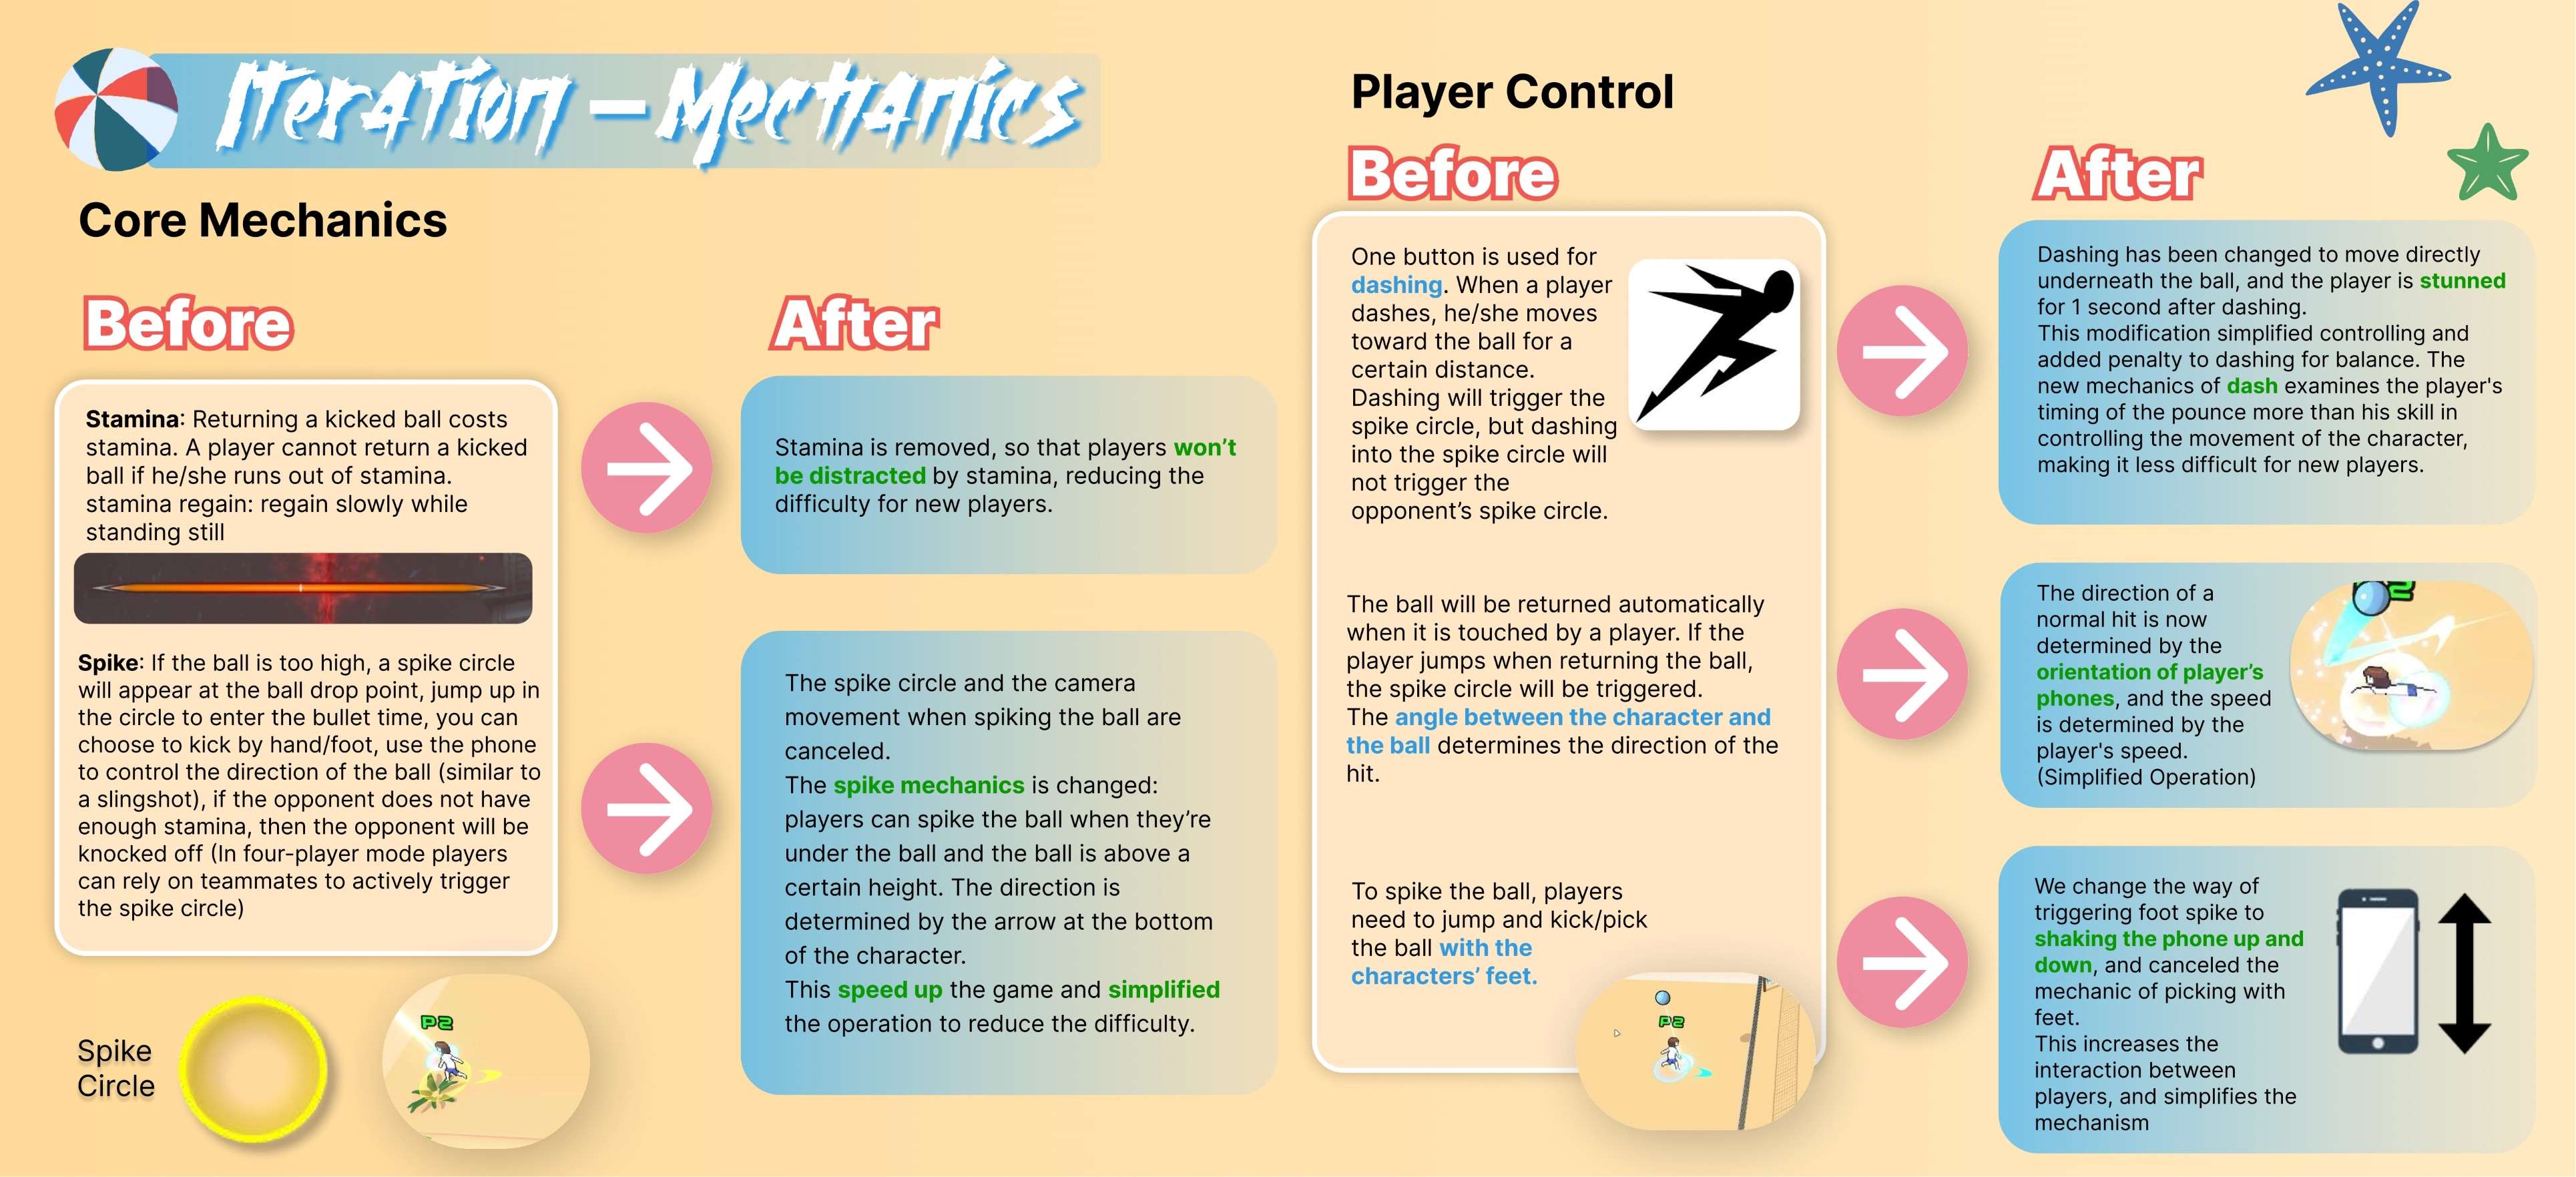 Iteration – Mechanics
Core Mechanics
Before
Stamina: Returning a kicked ball costs
stamina. A player cannot return a kicked
ball if he/she runs out of stamina.
stamina regain: regain slowly while
standing still
Spike: If the ball is too high, a spike circle
will appear at the ball drop point, jump up in
the circle to enter the bullet time, you can
choose to kick by hand/foot, use the phone
to control the direction of the ball (similar to
a slingshot), if the opponent does not have
enough stamina, then the opponent will be
knocked off (In four-player mode players
can rely on teammates to actively trigger
the spike circle)
Spike
Circle
P2
After
Stamina is removed, so that players won't
be distracted by stamina, reducing the
difficulty for new players.
The spike circle and the camera
movement when spiking the ball are
canceled.
The spike mechanics is changed:
players can spike the ball when they're
under the ball and the ball is above a
certain height. The direction is
determined by the arrow at the bottom
of the character.
This speed up the game and simplified
the operation to reduce the difficulty.
Player Control
Before
One button is used for
dashing. When a player
dashes, he/she moves
toward the ball for a
certain distance.
Dashing will trigger the
spike circle, but dashing
into the spike circle will
not trigger the
opponent's spike circle.
The ball will be returned automatically
when it is touched by a player. If the
player jumps when returning the ball,
the spike circle will be triggered.
The angle between the character and
the ball determines the direction of the
hit.
To spike the ball, players
need to jump and kick/pick
the ball with the
characters' feet.
P2
After
Dashing has been changed to move directly
underneath the ball, and the player is stunned
for 1 second after dashing.
This modification simplified controlling and
added penalty to dashing for balance. The
new mechanics of dash examines the player's
timing of the pounce more than his skill in
controlling the movement of the character,
making it less difficult for new players.
The direction of a
normal hit is now
determined by the
orientation of player's
phones, and the speed
is determined by the
player's speed.
(Simplified Operation)
2
We change the way of
triggering foot spike to
shaking the phone up and
down, and canceled the
mechanic of picking with
feet.
This increases the
interaction between
players, and simplifies the
mechanism